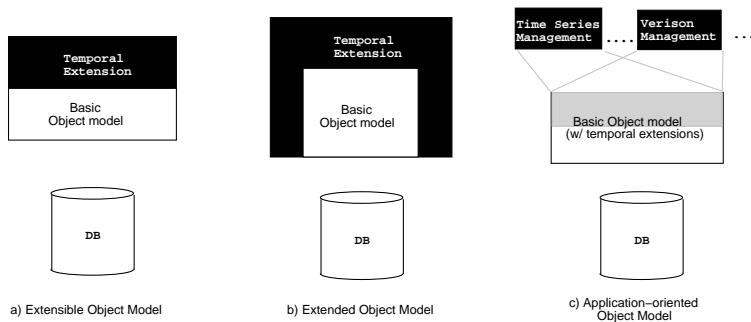 Temporal
Extension
Basic
Object model
DB
a) Extensible Object Model
Temporal
Extension
Basic
Object model
DB
b) Extended Object Model
Time Series
Management
....
Verison
Management
...
Basic Object model
(w/ temporal extensions)
DB
c) Application–oriented
Object Model